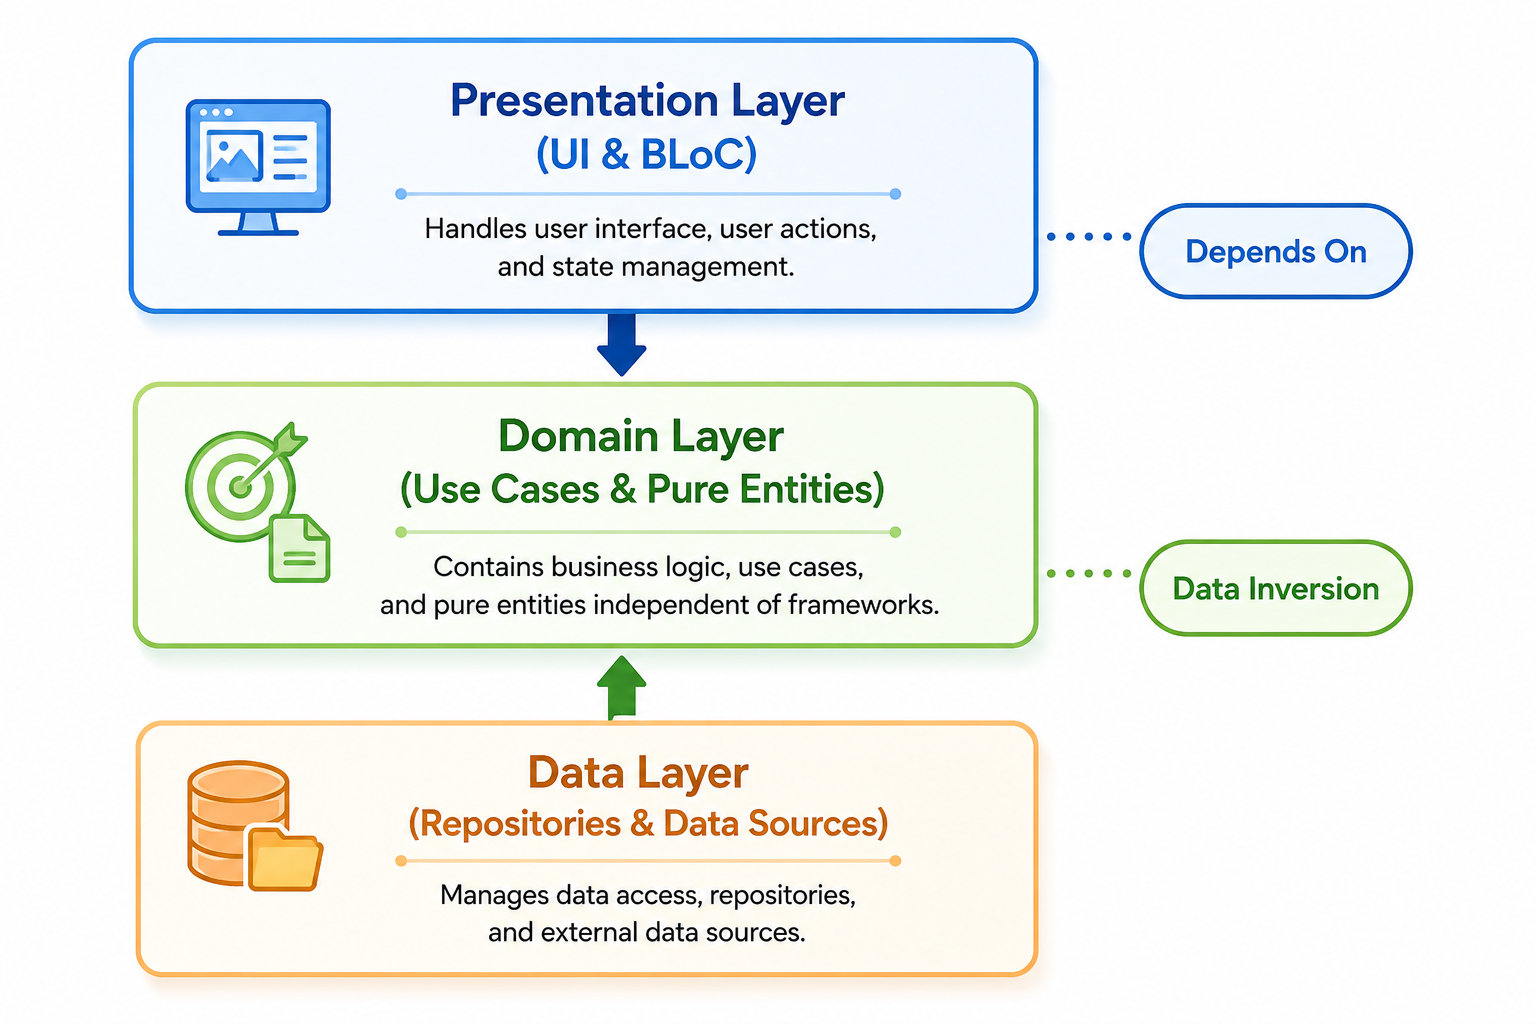 Presentation Layer
(UI & BLoC)
Handles user interface, user actions,
and state management.
Depends On
Domain Layer
(Use Cases & Pure Entities)
Contains business logic, use cases,
and pure entities independent of frameworks.
Data Inversion
Data Layer
(Repositories & Data Sources)
Manages data access, repositories,
and external data sources.